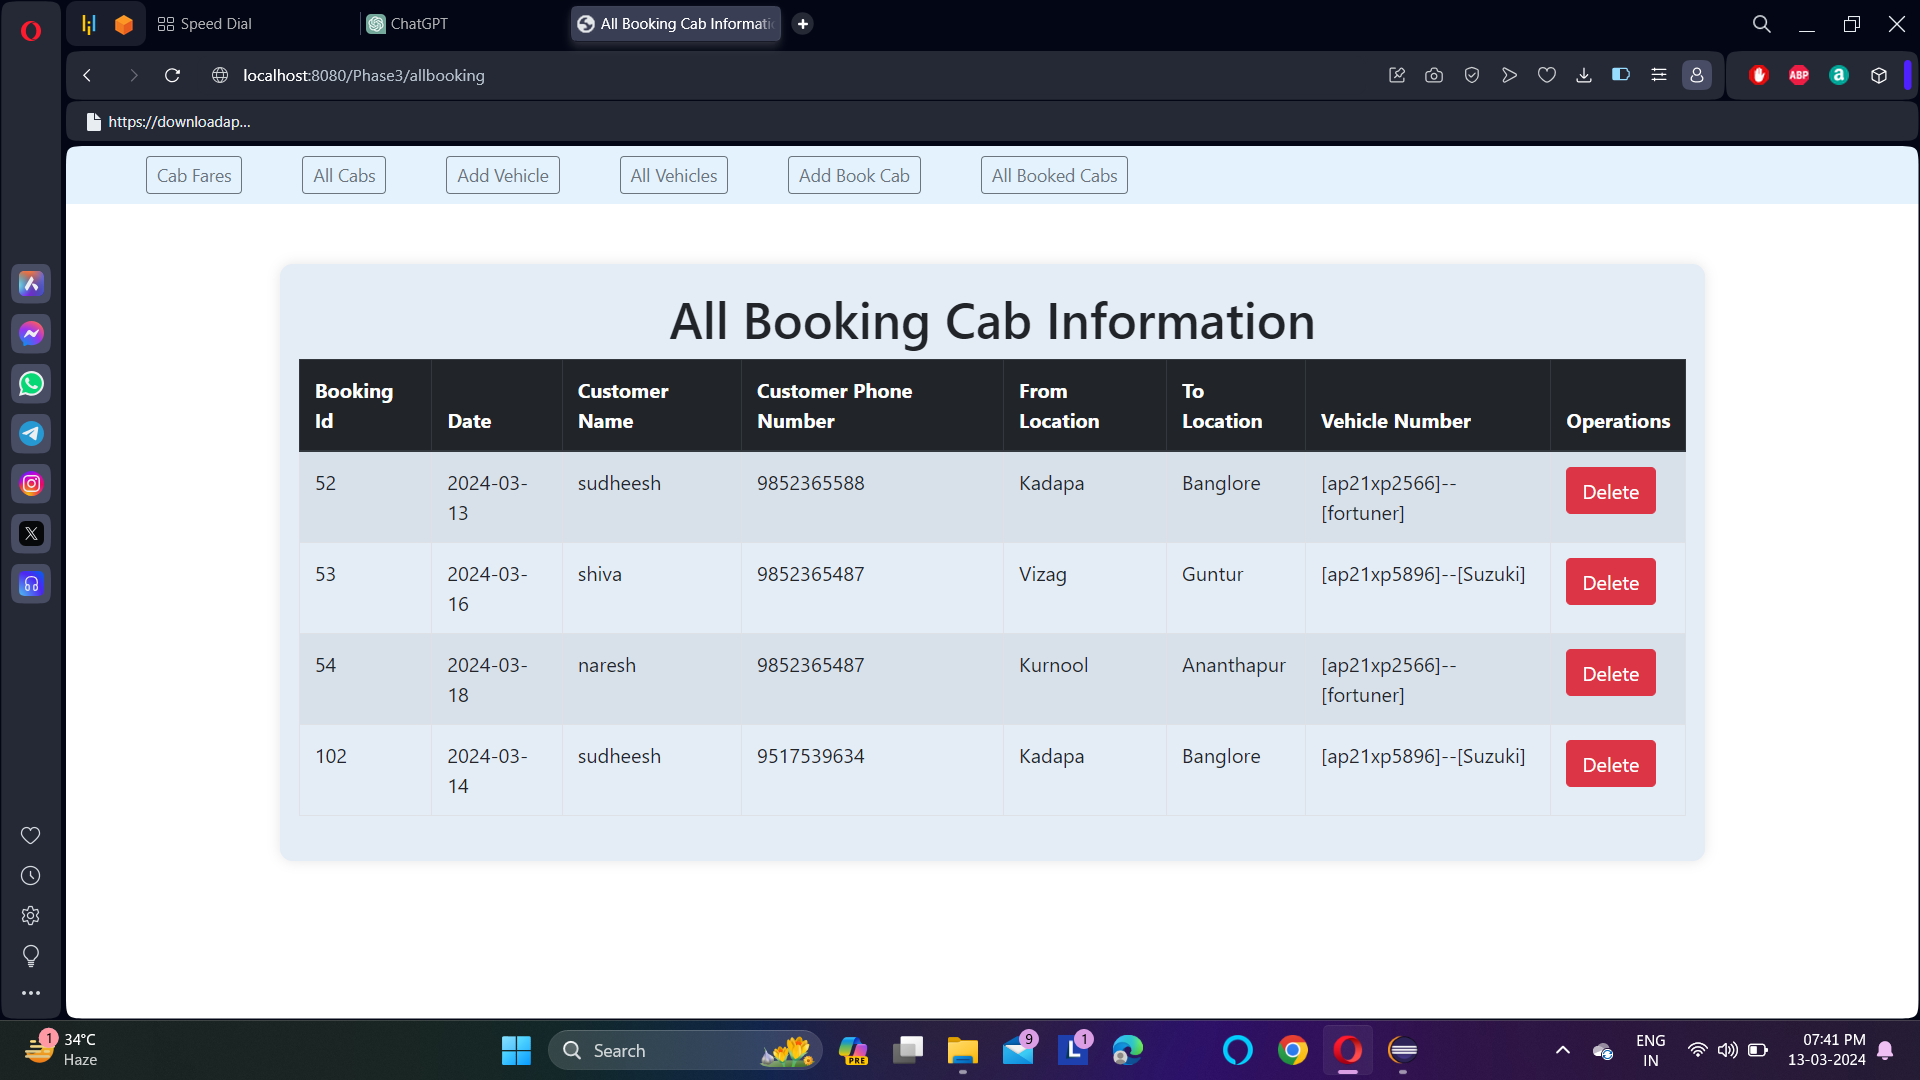 Speed Dial
ChatGPT
All Booking Cab Informati
localhost:8080/Phase3/allbooking
ABP
a
https://downloadap...
Cab Fares
All Cabs
Add Vehicle
All Vehicles
Add Book Cab
All Booked Cabs
All Booking Cab Information
Booking Id
Date
Customer Name
Customer Phone Number
From Location
To Location
Vehicle Number
Operations
52
2024-03-
13
sudheesh
9852365588
Kadapa
Banglore
[ap21xp2566]--
[fortuner]
Delete
53
2024-03-
16
shiva
9852365487
Vizag
Guntur
[ap21xp5896]--[Suzuki]
Delete
54
2024-03-
18
naresh
9852365487
Kurnool
Ananthapur
[ap21xp2566]--
[fortuner]
Delete
102
2024-03-
14
sudheesh
9517539634
Kadapa
Banglore
[ap21xp5896]--[Suzuki]
Delete
1
34°C
Haze
Search
PRE
9
L
1
ENG
IN
07:41 PM
13-03-2024